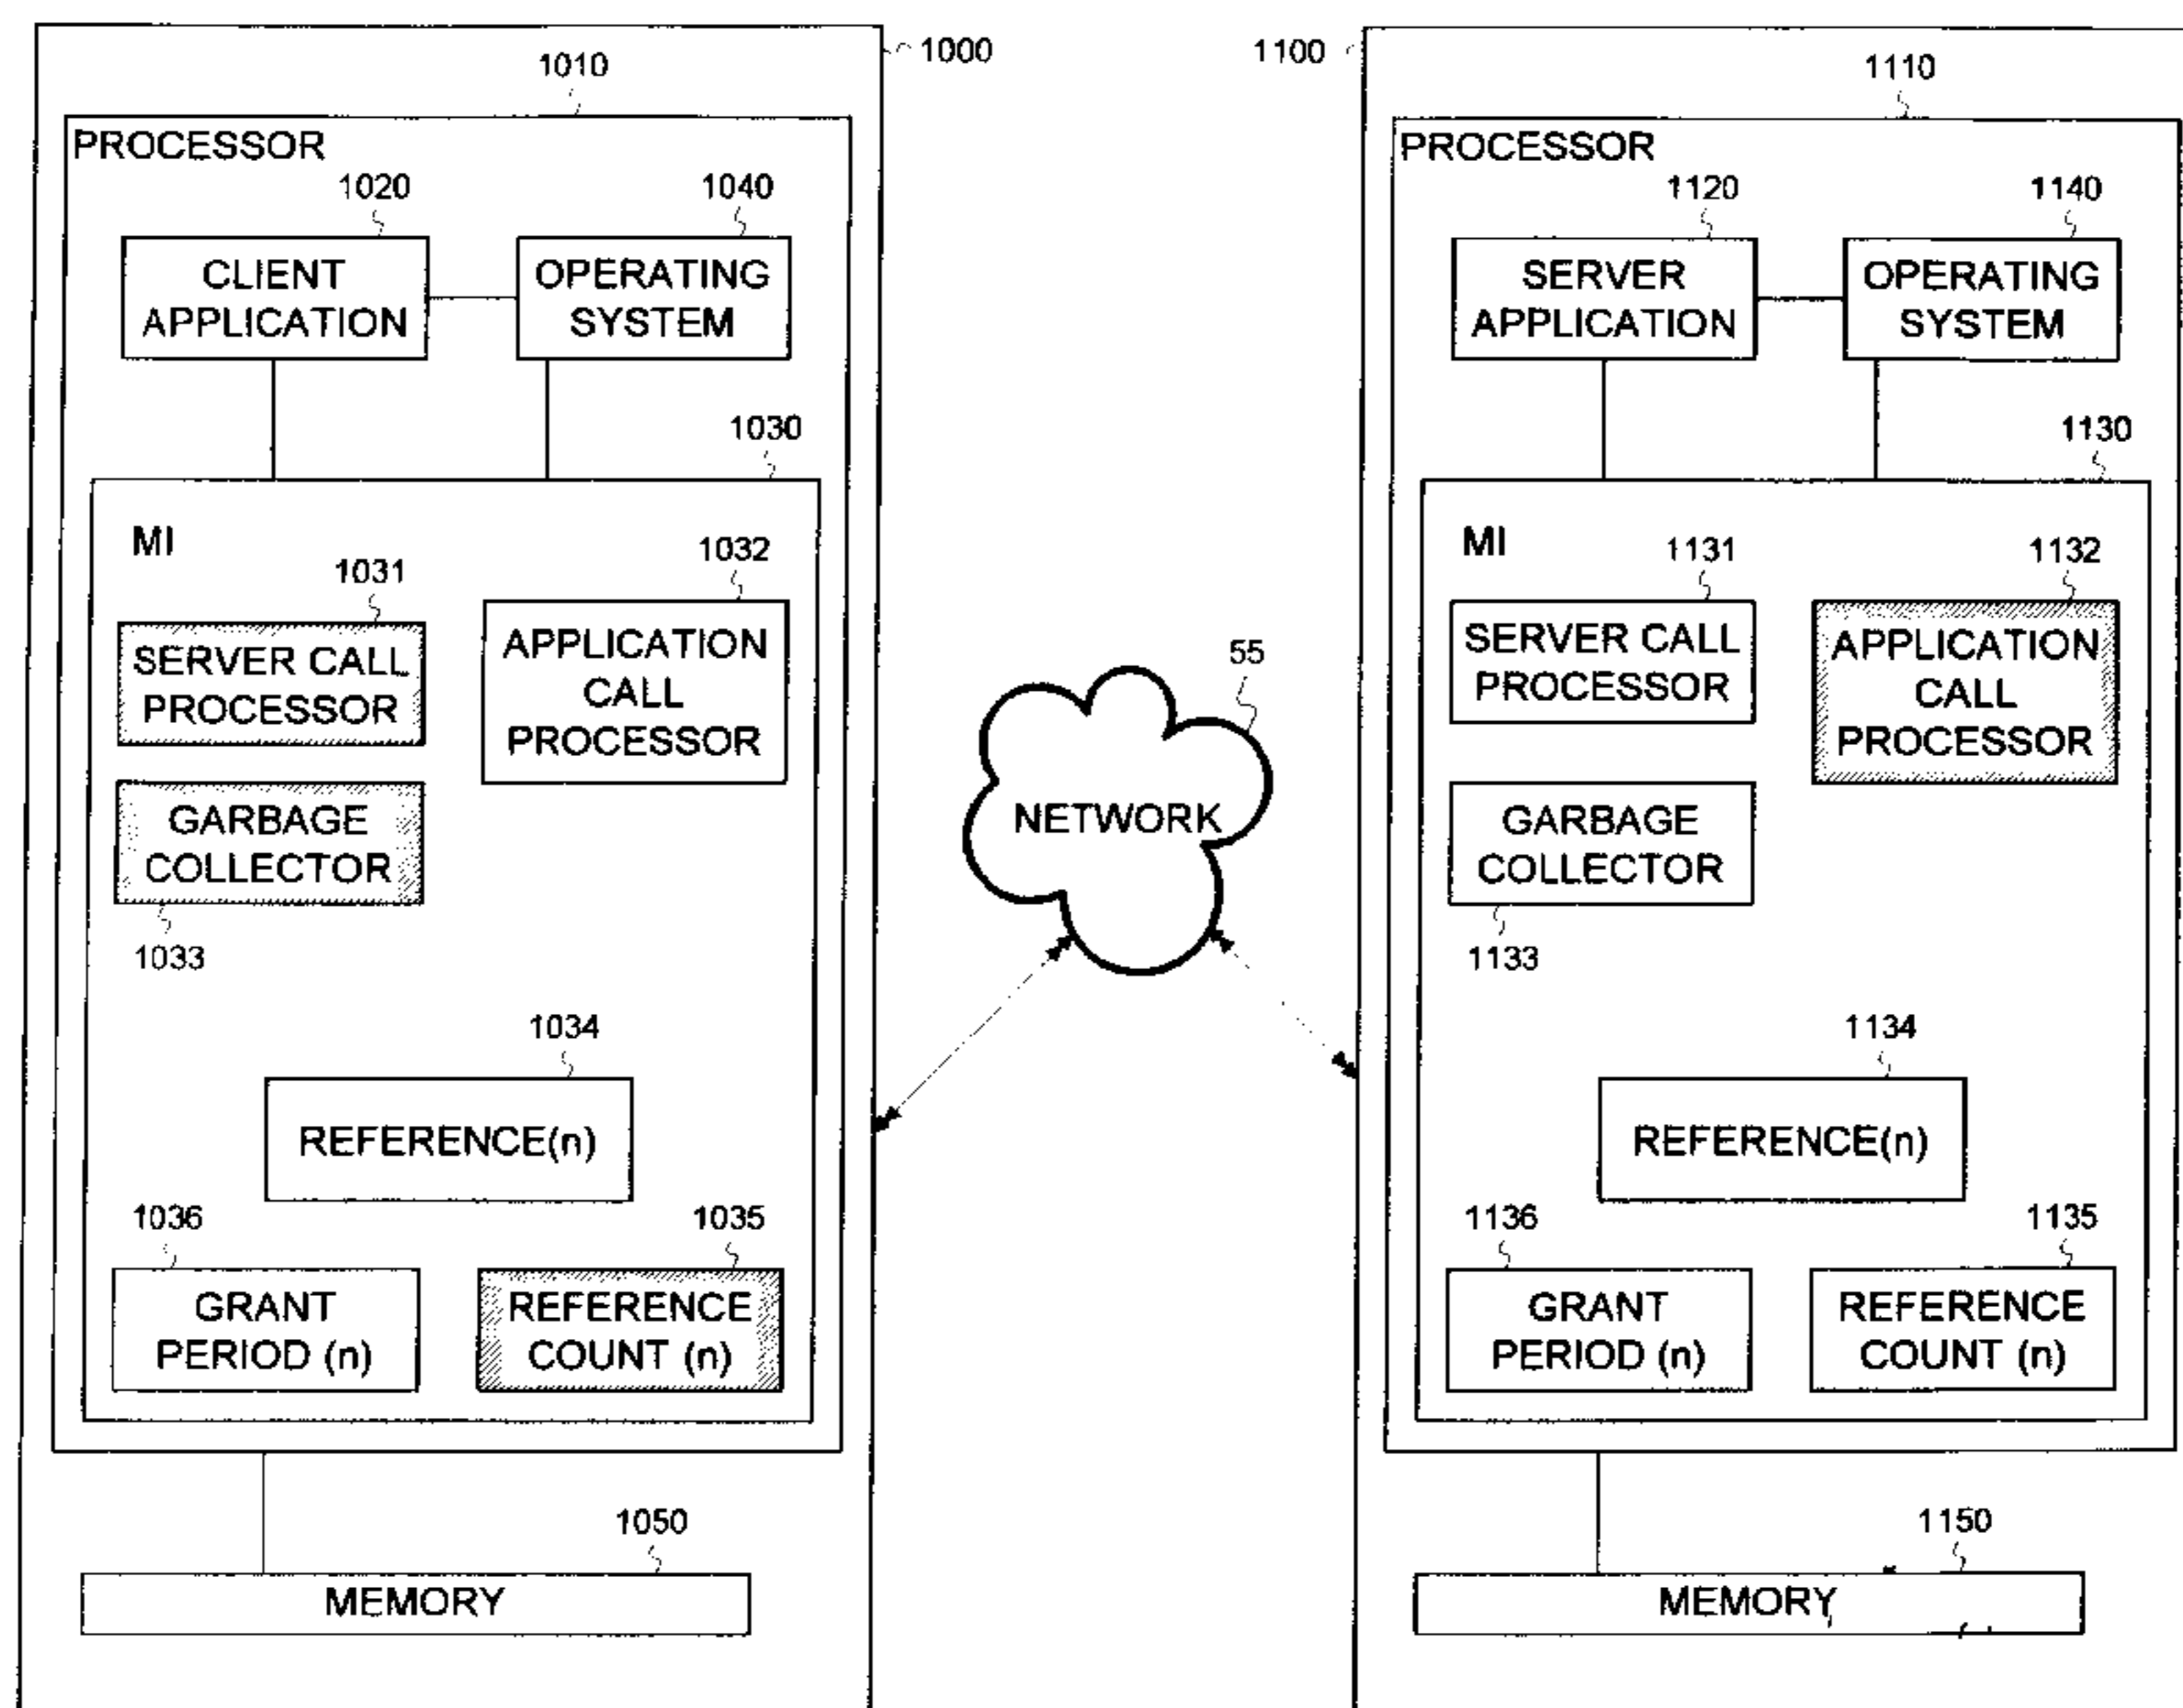 1000
1010
PROCESSOR
1020
1040
CLIENT
APPLICATION
OPERATING
SYSTEM
1030
MI
1031
1032
SERVER CALL
PROCESSOR
APPLICATION
CALL
PROCESSOR
GARBAGE
COLLECTOR
1033
1034
REFERENCE(n)
1036
1035
GRANT
PERIOD (n)
REFERENCE
COUNT (n)
1050
MEMORY
55
NETWORK
1100
1110
PROCESSOR
1120
1140
SERVER
APPLICATION
OPERATING
SYSTEM
1130
MI
1131
1132
SERVER CALL
PROCESSOR
APPLICATION
CALL
PROCESSOR
GARBAGE
COLLECTOR
1133
1134
REFERENCE(n)
1136
1135
GRANT
PERIOD (n)
REFERENCE
COUNT (n)
1150
MEMORY